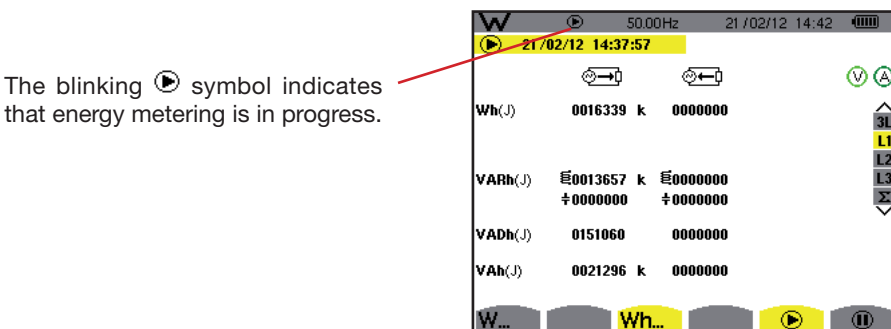 W 50.00Hz 21/02/12 14:42
21/02/12 14:37:57
The blinking symbol indicates
that energy metering is in progress.
V A
Wh(J) 0016339 k 0000000
3L
L1
L2
L3
Σ
VARh(J) 0013657 k 0000000
0000000 0000000
VADh(J) 0151060 0000000
VAh(J) 0021296 k 0000000
W... Wh...